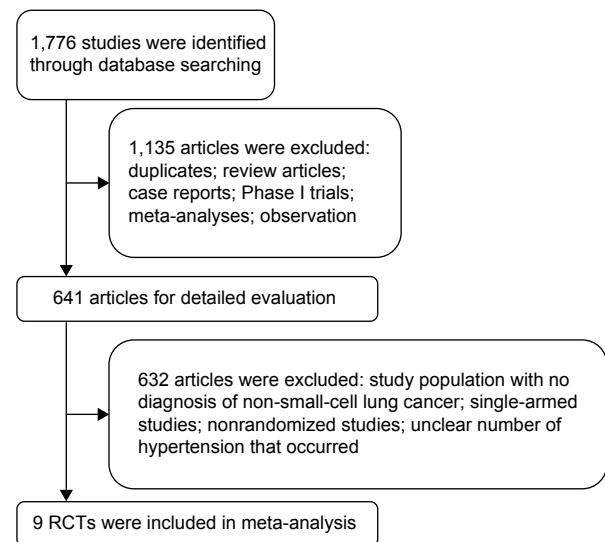 1,776 studies were identified
through database searching
1,135 articles were excluded:
duplicates; review articles;
case reports; Phase I trials;
meta-analyses; observation
641 articles for detailed evaluation
632 articles were excluded: study population with no
diagnosis of non-small-cell lung cancer; single-armed
studies; nonrandomized studies; unclear number of
hypertension that occurred
9 RCTs were included in meta-analysis